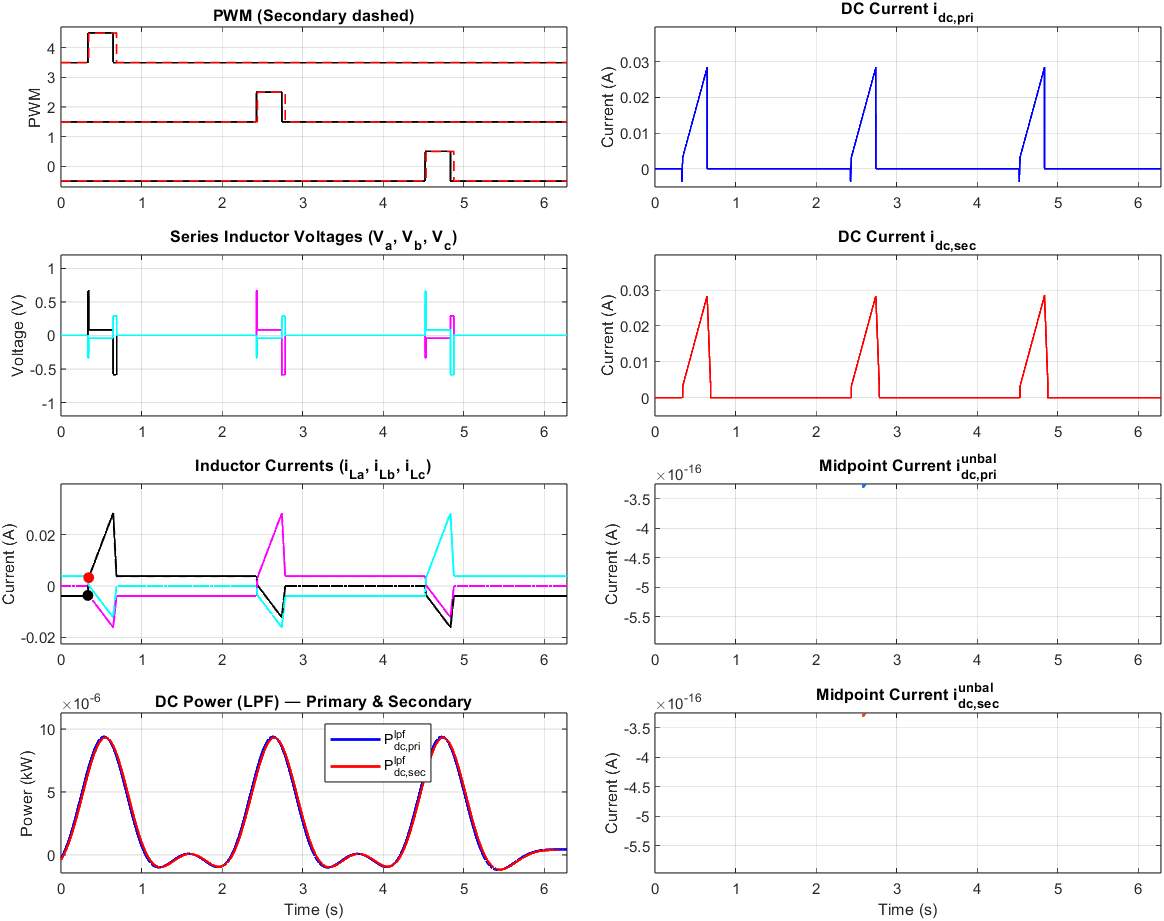 PWM (Secondary dashed)
PWM
4
3
2
1
0
0 1 2 3 4 5 6
DC Current i_dc,pri
Current (A)
0.03
0.02
0.01
0
0 1 2 3 4 5 6
Series Inductor Voltages (V_a, V_b, V_c)
Voltage (V)
1
0.5
0
-0.5
-1
0 1 2 3 4 5 6
DC Current i_dc,sec
Current (A)
0.03
0.02
0.01
0
0 1 2 3 4 5 6
Inductor Currents (i_La, i_Lb, i_Lc)
Current (A)
0.02
0
-0.02
0 1 2 3 4 5 6
Midpoint Current i^unbal_dc,pri
×10^-16
Current (A)
-3.5
-4
-4.5
-5
-5.5
0 1 2 3 4 5 6
DC Power (LPF) — Primary & Secondary
×10^-6
Power (kW)
10
5
0
P^lpf_dc,pri
P^lpf_dc,sec
0 1 2 3 4 5 6
Time (s)
Midpoint Current i^unbal_dc,sec
×10^-16
Current (A)
-3.5
-4
-4.5
-5
-5.5
0 1 2 3 4 5 6
Time (s)